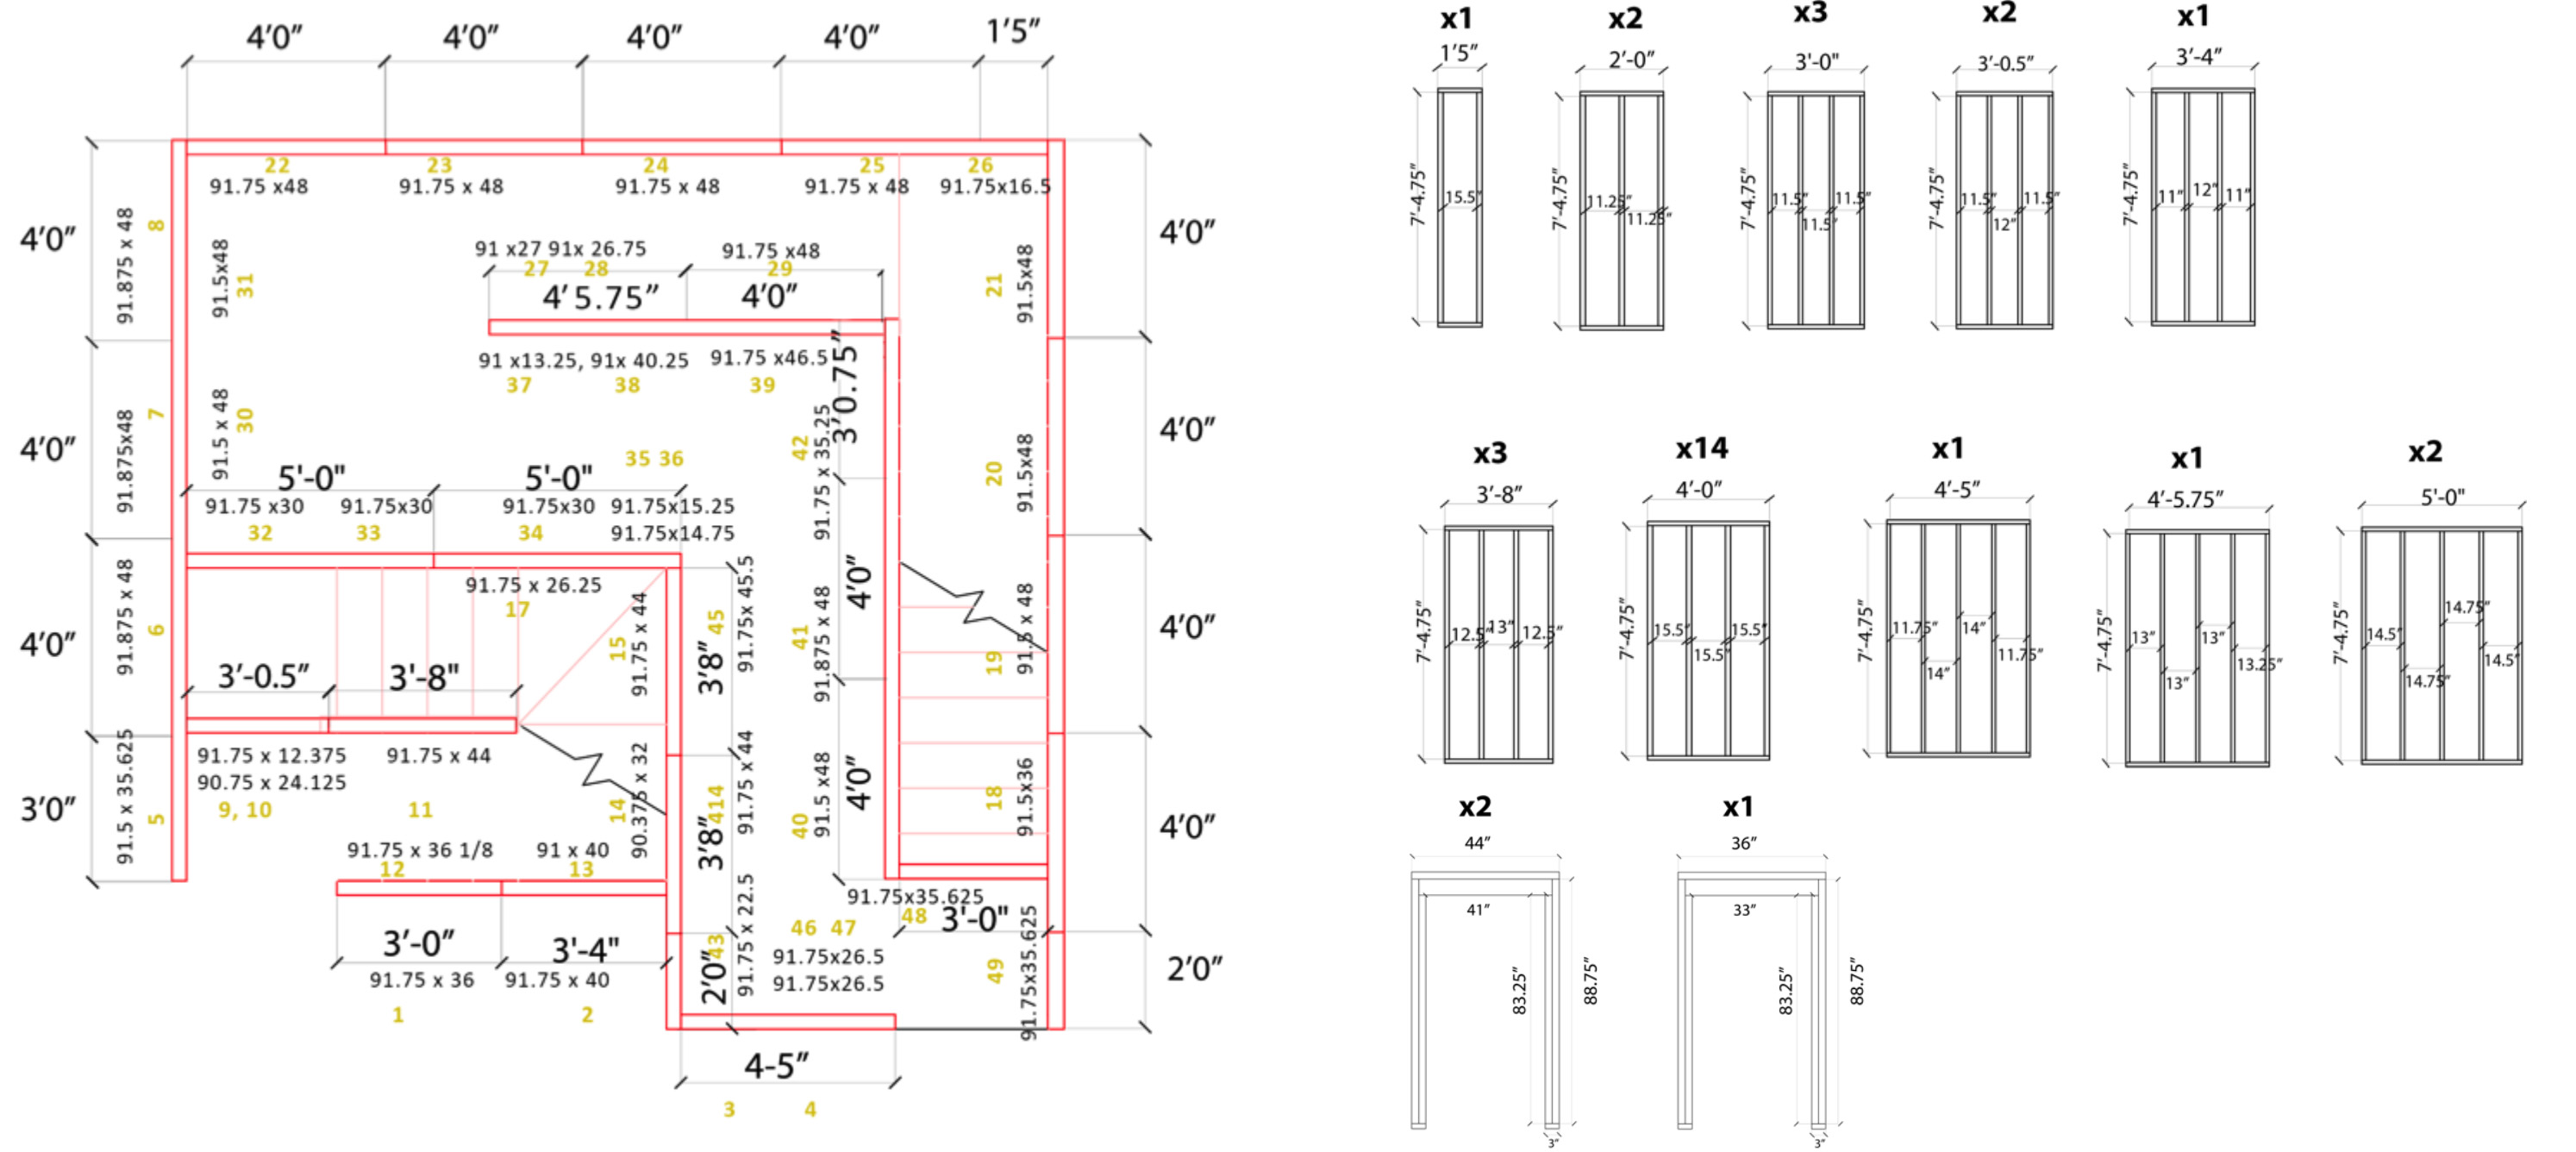 4'0”
4'0”
4'0”
4'0”
1'5”
22
23
24
25
26
91.75 x48
91.75 x 48
91.75 x 48
91.75 x 48
91.75x16.5
4'0”
4'0”
4'0”
3'0”
91.875 x 48
8
91.875x48
7
91.875 x 48
6
91.5 x 35.625
5
91.5x48
31
91.5 x 48
30
91 x27 91x 26.75
91.75 x48
27
28
29
4' 5.75”
4'0”
91 x13.25, 91x 40.25
91.75 x46.5
37
38
39
3'0.75”
42
91.75 x 35.25
35 36
5'-0"
5'-0"
91.75 x30
91.75x30
91.75x30
91.75x15.25
32
33
34
91.75x14.75
91.75 x 26.25
17
15
91.75 x 44
45
91.75x 45.5
3'8”
41
91.875 x 48
4'0”
3'-0.5”
3'-8”
91.75 x 12.375
91.75 x 44
90.75 x 24.125
9, 10
11
14
90.375 x 32
414
91.75 x 44
3'8”
40
91.5 x48
4'0”
91.75 x 36 1/8
91 x 40
12
13
3'-0”
3'-4"
91.75 x 36
91.75 x 40
1
2
43
91.75 x 22.5
2'0”
46
47
91.75x26.5
91.75x26.5
91.75x35.625
48
3'-0"
49
91.75x35.625
4-5”
3
4
21
91.5x48
20
91.5x48
19
91.5 x 48
18
91.5x36
4'0”
4'0”
4'0”
4'0”
2'0”
x1
1'5”
7'-4.75”
15.5”
x2
2'-0”
7'-4.75”
11.25”
11.25”
x3
3'-0"
7'-4.75”
11.5”
11.5”
11.5”
x2
3'-0.5”
7'-4.75”
11.5”
12”
11.5”
x1
3'-4”
7'-4.75”
11”
12”
11”
x3
3'-8”
7'-4.75”
12.5”
13”
12.5”
x14
4'-0”
7'-4.75”
15.5”
15.5”
15.5”
x1
4'-5”
7'-4.75”
11.75”
14”
14”
11.75”
x1
4'-5.75”
7'-4.75”
13”
13”
13”
13.25”
x2
5'-0"
7'-4.75”
14.5”
14.75”
14.75”
14.5”
x2
44”
41”
83.25”
88.75”
3”
x1
36”
33”
83.25”
88.75”
3”